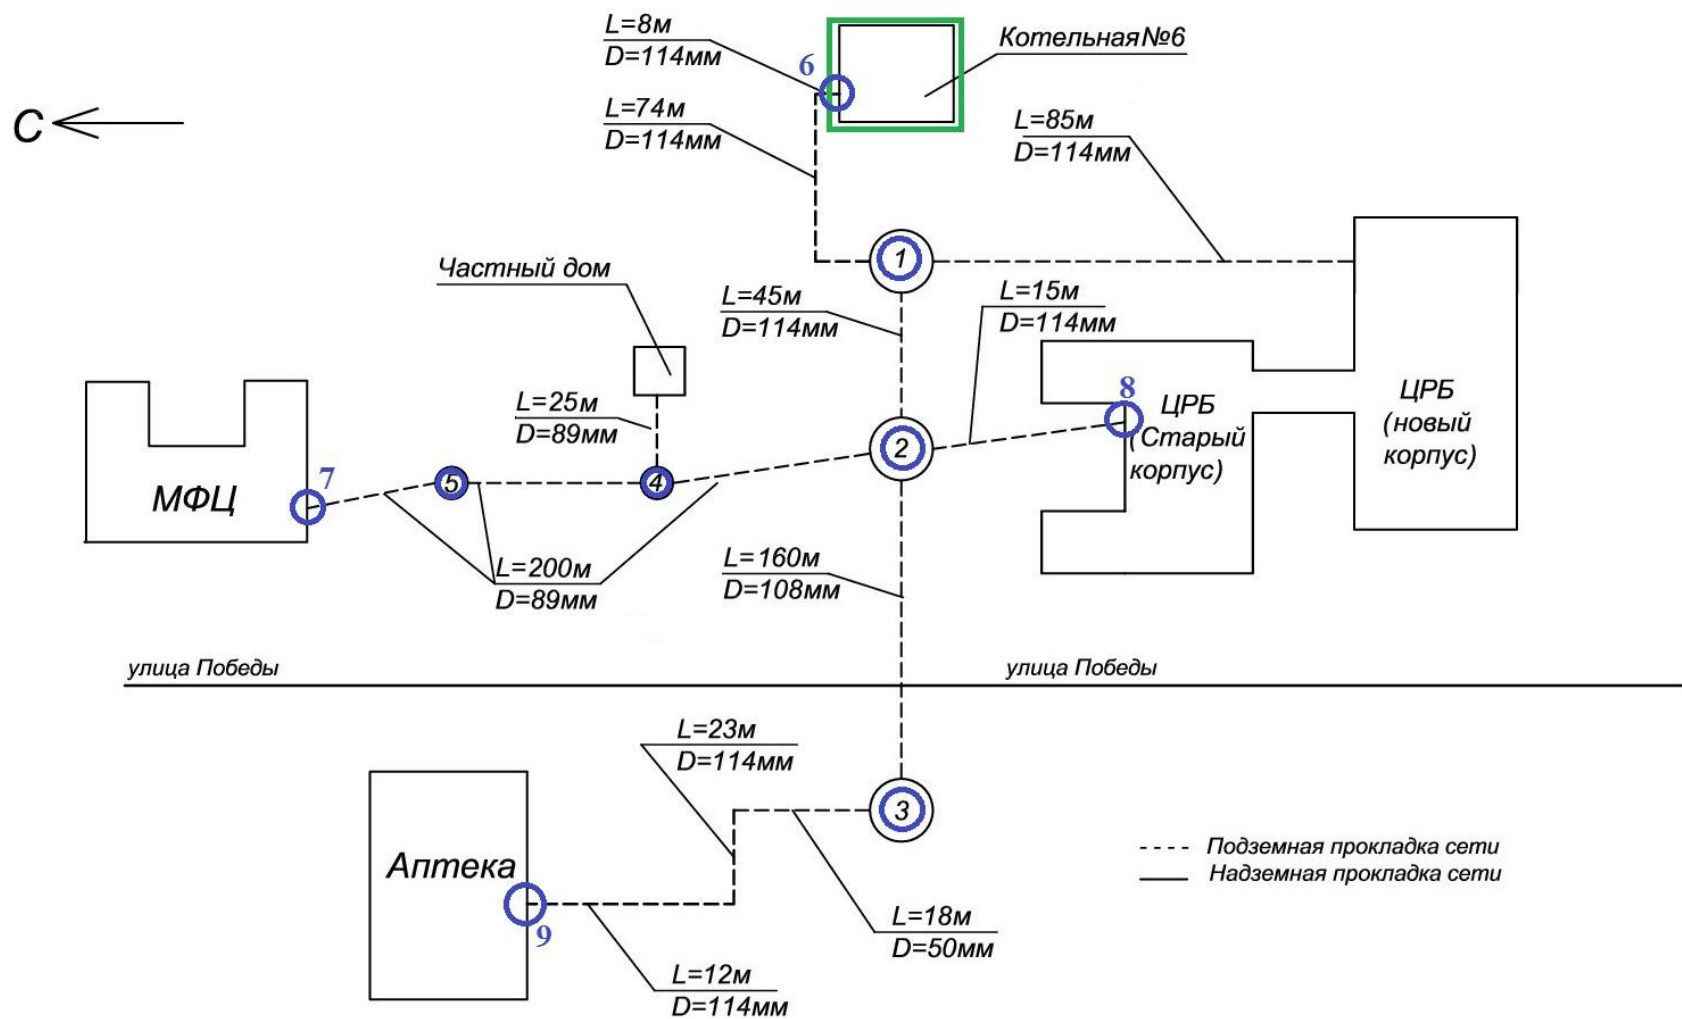 L=8м
D=114мм
Котельная№6
6
L=74м
D=114мм
С
L=85м
D=114мм
1
Частный дом
L=45м
D=114мм
L=15м
D=114мм
L=25м
D=89мм
8
ЦРБ
(Старый
корпус)
ЦРБ
(новый
корпус)
2
МФЦ
7
5
4
L=200м
D=89мм
L=160м
D=108мм
улица Победы
улица Победы
L=23м
D=114мм
3
Аптека
9
L=18м
D=50мм
L=12м
D=114мм
Подземная прокладка сети
Надземная прокладка сети